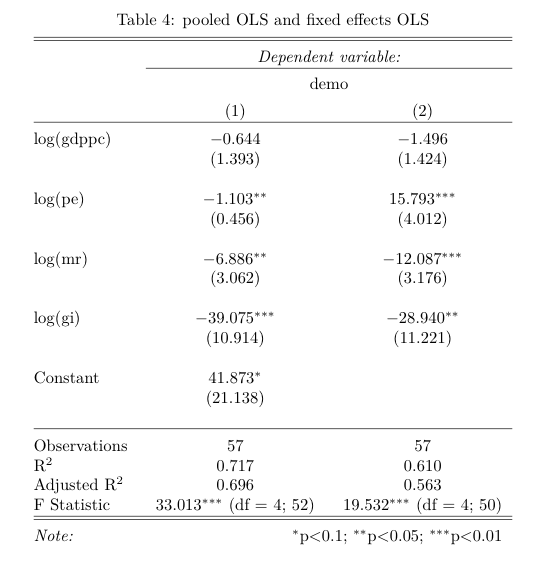 Table 4: pooled OLS and fixed effects OLS
Dependent variable:
demo
(1) (2)
log(gdppc) −0.644 −1.496
(1.393) (1.424)
log(pe) −1.103** 15.793***
(0.456) (4.012)
log(mr) −6.886** −12.087***
(3.062) (3.176)
log(gi) −39.075*** −28.940**
(10.914) (11.221)
Constant 41.873*
(21.138)
Observations 57 57
R² 0.717 0.610
Adjusted R² 0.696 0.563
F Statistic 33.013*** (df = 4; 52) 19.532*** (df = 4; 50)
Note: *p<0.1; **p<0.05; ***p<0.01